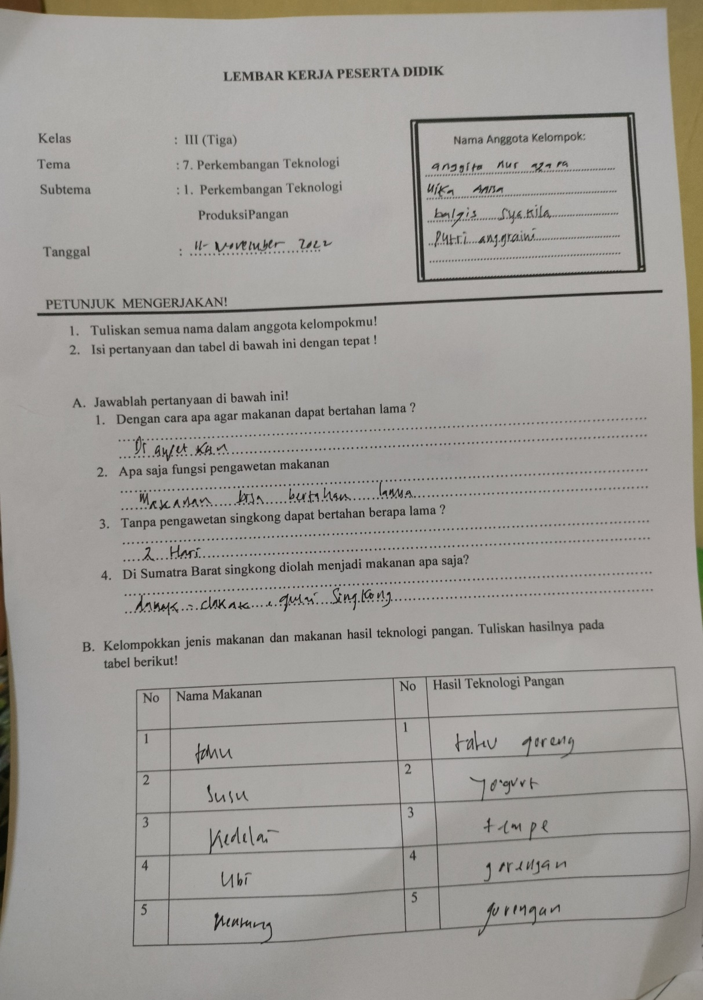 LEMBAR KERJA PESERTA DIDIK
Kelas : III (Tiga)
Tema : 7. Perkembangan Teknologi
Subtema : 1. Perkembangan Teknologi
ProduksiPangan
Tanggal : 11- November 2022
Nama Anggota Kelompok:
anggita nur azara
Uika Anisa
balgis Syakila
Putri anggraini
PETUNJUK MENGERJAKAN!
1. Tuliskan semua nama dalam anggota kelompokmu!
2. Isi pertanyaan dan tabel di bawah ini dengan tepat !
A. Jawablah pertanyaan di bawah ini!
1. Dengan cara apa agar makanan dapat bertahan lama ?
Di awet kan
2. Apa saja fungsi pengawetan makanan
Makanan bisa bertahan lama
3. Tanpa pengawetan singkong dapat bertahan berapa lama ?
2 Hari
4. Di Sumatra Barat singkong diolah menjadi makanan apa saja?
dakak , gulai Singkong
B. Kelompokkan jenis makanan dan makanan hasil teknologi pangan. Tuliskan hasilnya pada
tabel berikut!
No Nama Makanan No Hasil Teknologi Pangan
1 tahu 1 tahu goreng
2 Susu 2 Yogurt
3 Kedelai 3 tempe
4 Ubi 4 gorengan
5 5 gorengan